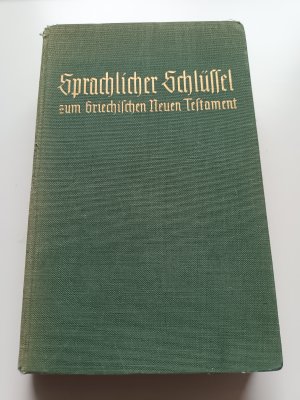 Sprachlicher Schlüssel
zum Griechischen Neuen Testament